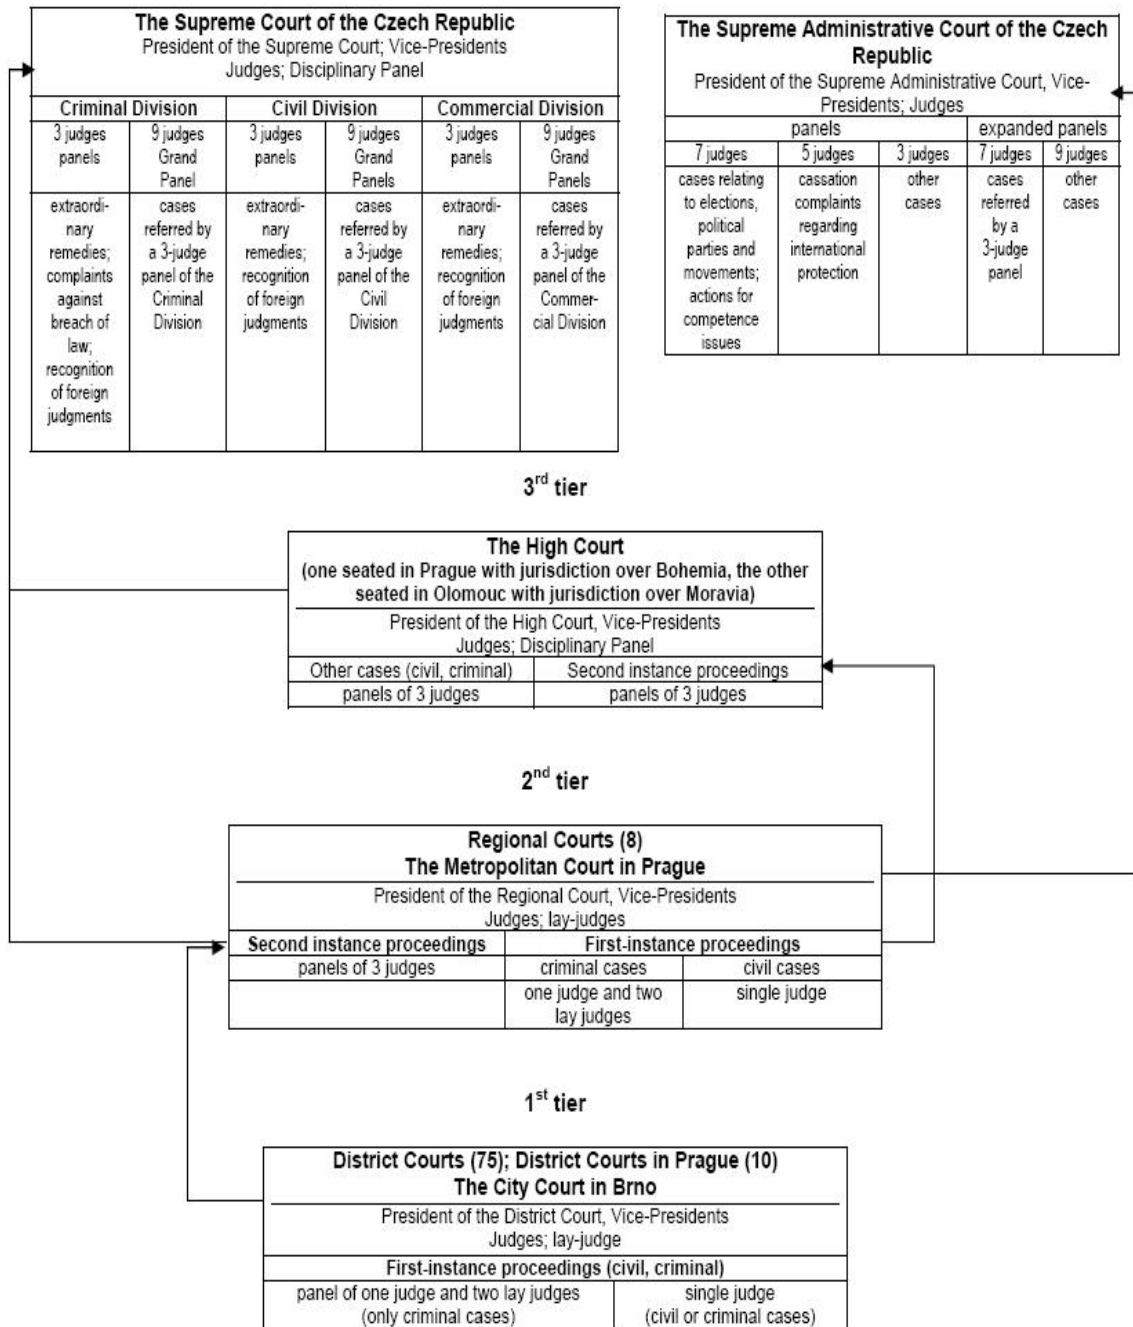 The Supreme Court of the Czech Republic
President of the Supreme Court; Vice-Presidents
Judges; Disciplinary Panel
Criminal Division
Civil Division
Commercial Division
3 judges
panels
9 judges
Grand
Panel
3 judges
panels
9 judges
Grand
Panels
3 judges
panels
9 judges
Grand
Panels
extraordi-
nary
remedies;
complaints
against
breach of
law;
recognition
of foreign
judgments
cases
referred by
a 3-judge
panel of the
Criminal
Division
extraordi-
nary
remedies;
recognition
of foreign
judgments
cases
referred by
a 3-judge
panel of the
Civil
Division
extraordi-
nary
remedies;
recognition
of foreign
judgments
cases
referred by
a 3-judge
panel of the
Commer-
cial Division
The Supreme Administrative Court of the Czech
Republic
President of the Supreme Administrative Court, Vice-
Presidents; Judges
panels
expanded panels
7 judges
5 judges
3 judges
7 judges
9 judges
cases relating
to elections,
political
parties and
movements;
actions for
competence
issues
cassation
complaints
regarding
international
protection
other
cases
cases
referred
by a
3-judge
panel
other
cases
3rd tier
The High Court
(one seated in Prague with jurisdiction over Bohemia, the other
seated in Olomouc with jurisdiction over Moravia)
President of the High Court, Vice-Presidents
Judges; Disciplinary Panel
Other cases (civil, criminal)
Second instance proceedings
panels of 3 judges
panels of 3 judges
2nd tier
Regional Courts (8)
The Metropolitan Court in Prague
President of the Regional Court, Vice-Presidents
Judges; lay-judges
Second instance proceedings
First-instance proceedings
panels of 3 judges
criminal cases
civil cases
one judge and two
lay judges
single judge
1st tier
District Courts (75); District Courts in Prague (10)
The City Court in Brno
President of the District Court, Vice-Presidents
Judges; lay-judge
First-instance proceedings (civil, criminal)
panel of one judge and two lay judges
(only criminal cases)
single judge
(civil or criminal cases)